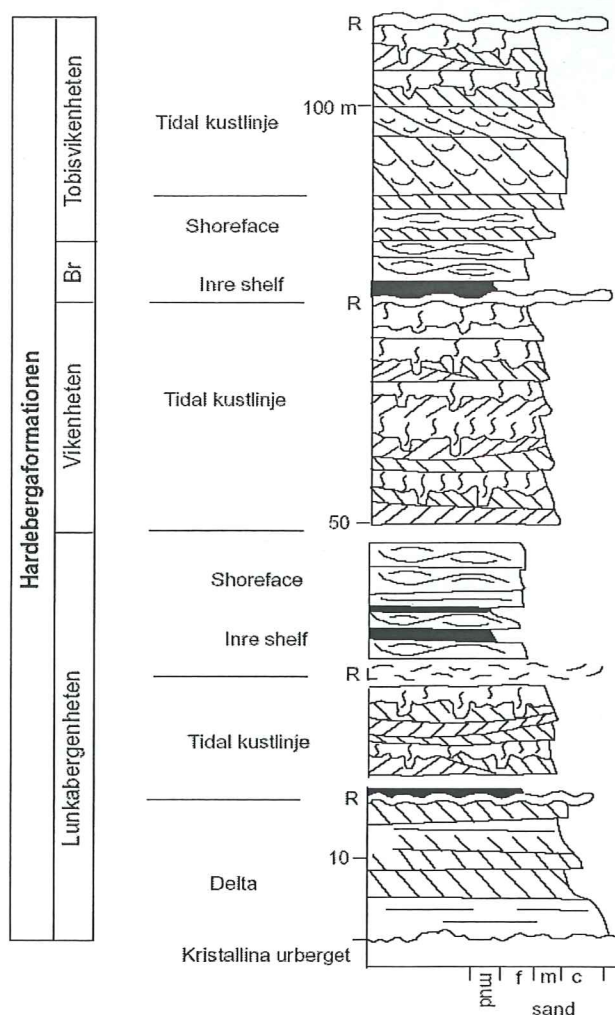 Hardebergaformationen
Tobisvikenheten
Br
Vikenheten
Lunkabergenheten
R
100 m
Tidal kustlinje
Shoreface
Inre shelf
R
Tidal kustlinje
50
Shoreface
Inre shelf
R
Tidal kustlinje
R
10
Delta
Kristallina urberget
mud
f
m
c
sand